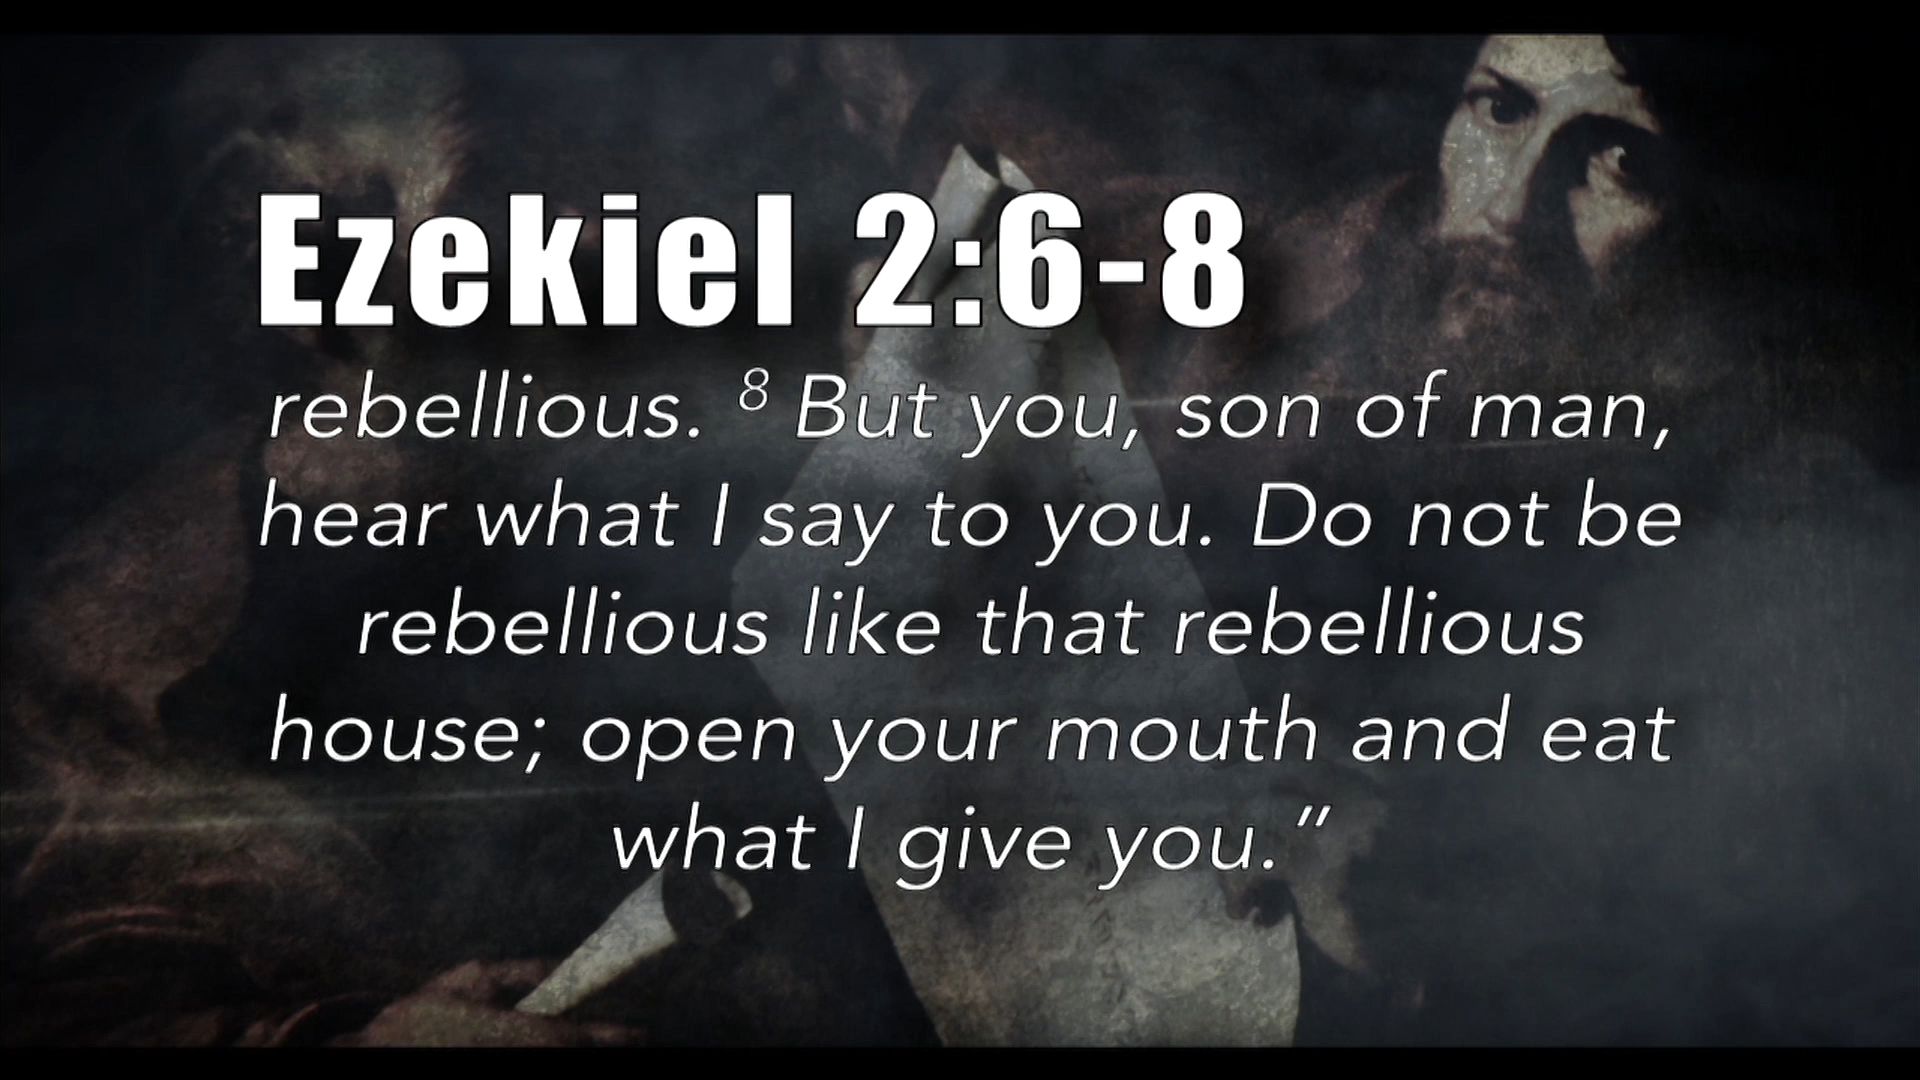 Ezekiel 2:6-8
rebellious. ⁸ But you, son of man,
hear what I say to you. Do not be
rebellious like that rebellious
house; open your mouth and eat
what I give you.”